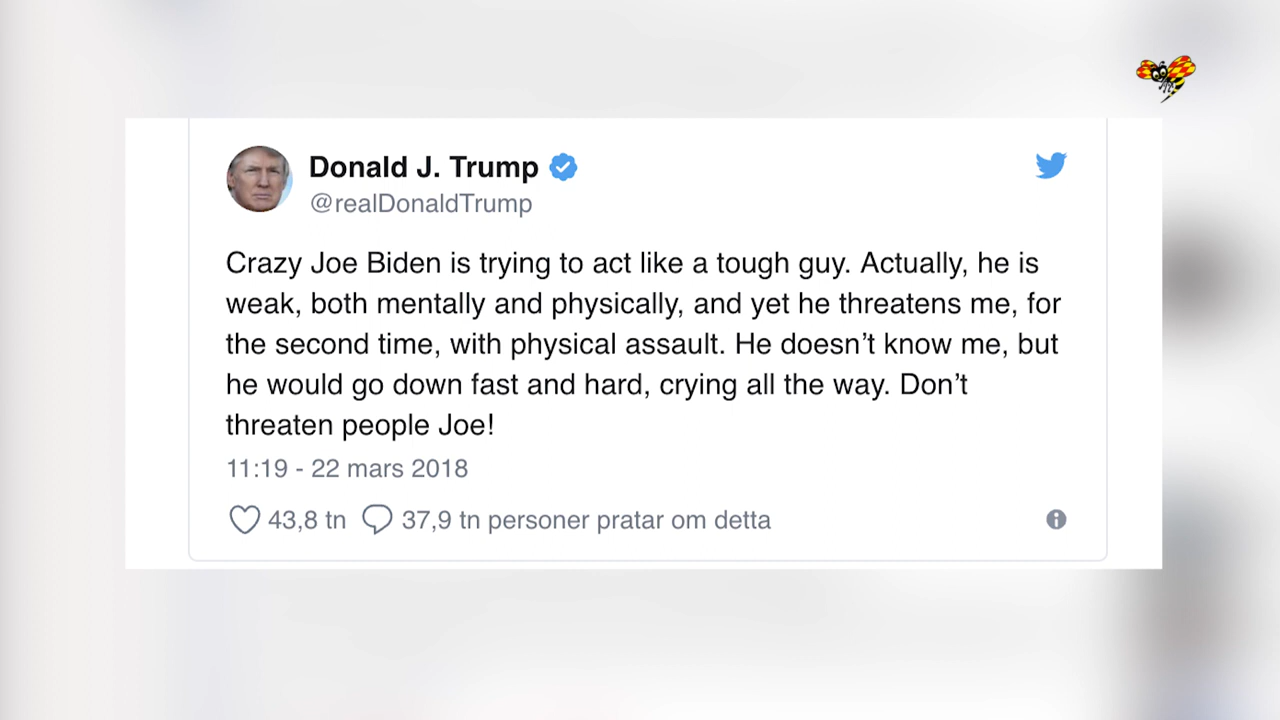 Donald J. Trump
@realDonaldTrump
Crazy Joe Biden is trying to act like a tough guy. Actually, he is
weak, both mentally and physically, and yet he threatens me, for
the second time, with physical assault. He doesn’t know me, but
he would go down fast and hard, crying all the way. Don’t
threaten people Joe!
11:19 - 22 mars 2018
43,8 tn 37,9 tn personer pratar om detta